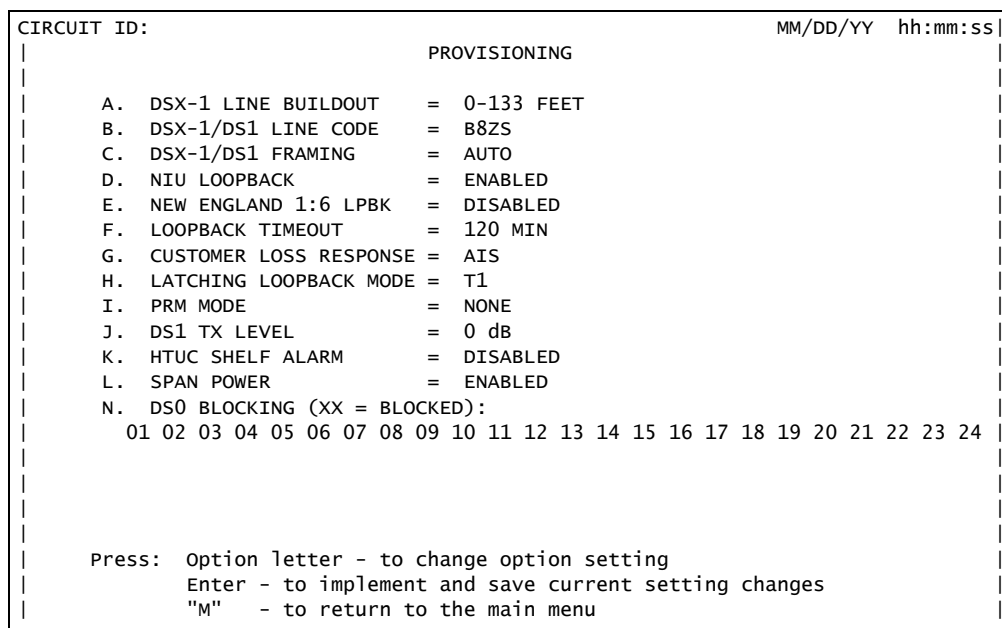 CIRCUIT ID: MM/DD/YY hh:mm:ss|
| PROVISIONING |
| |
| A. DSX-1 LINE BUILDOUT = 0-133 FEET |
| B. DSX-1/DS1 LINE CODE = B8ZS |
| C. DSX-1/DS1 FRAMING = AUTO |
| D. NIU LOOPBACK = ENABLED |
| E. NEW ENGLAND 1:6 LPBK = DISABLED |
| F. LOOPBACK TIMEOUT = 120 MIN |
| G. CUSTOMER LOSS RESPONSE = AIS |
| H. LATCHING LOOPBACK MODE = T1 |
| I. PRM MODE = NONE |
| J. DS1 TX LEVEL = 0 dB |
| K. HTUC SHELF ALARM = DISABLED |
| L. SPAN POWER = ENABLED |
| N. DS0 BLOCKING (XX = BLOCKED): |
| 01 02 03 04 05 06 07 08 09 10 11 12 13 14 15 16 17 18 19 20 21 22 23 24 |
| |
| |
| |
| Press: Option letter - to change option setting |
| Enter - to implement and save current setting changes |
| "M" - to return to the main menu |